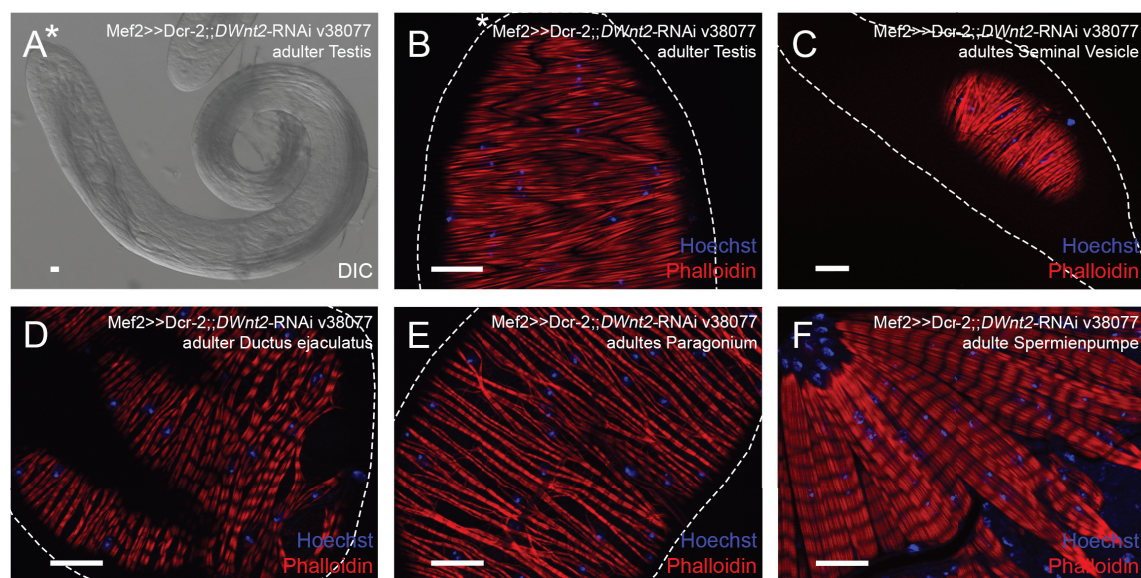 A
*
Mef2>>Dcr-2;;DWnt2-RNAi v38077
adulter Testis
DIC
B
*
Mef2>>Dcr-2;;DWnt2-RNAi v38077
adulter Testis
Hoechst
Phalloidin
C
Mef2>>Dcr-2;;DWnt2-RNAi v38077
adultes Seminal Vesicle
Hoechst
Phalloidin
D
Mef2>>Dcr-2;;DWnt2-RNAi v38077
adulter Ductus ejaculatus
Hoechst
Phalloidin
E
Mef2>>Dcr-2;;DWnt2-RNAi v38077
adultes Paragonium
Hoechst
Phalloidin
F
Mef2>>Dcr-2;;DWnt2-RNAi v38077
adulte Spermienpumpe
Hoechst
Phalloidin